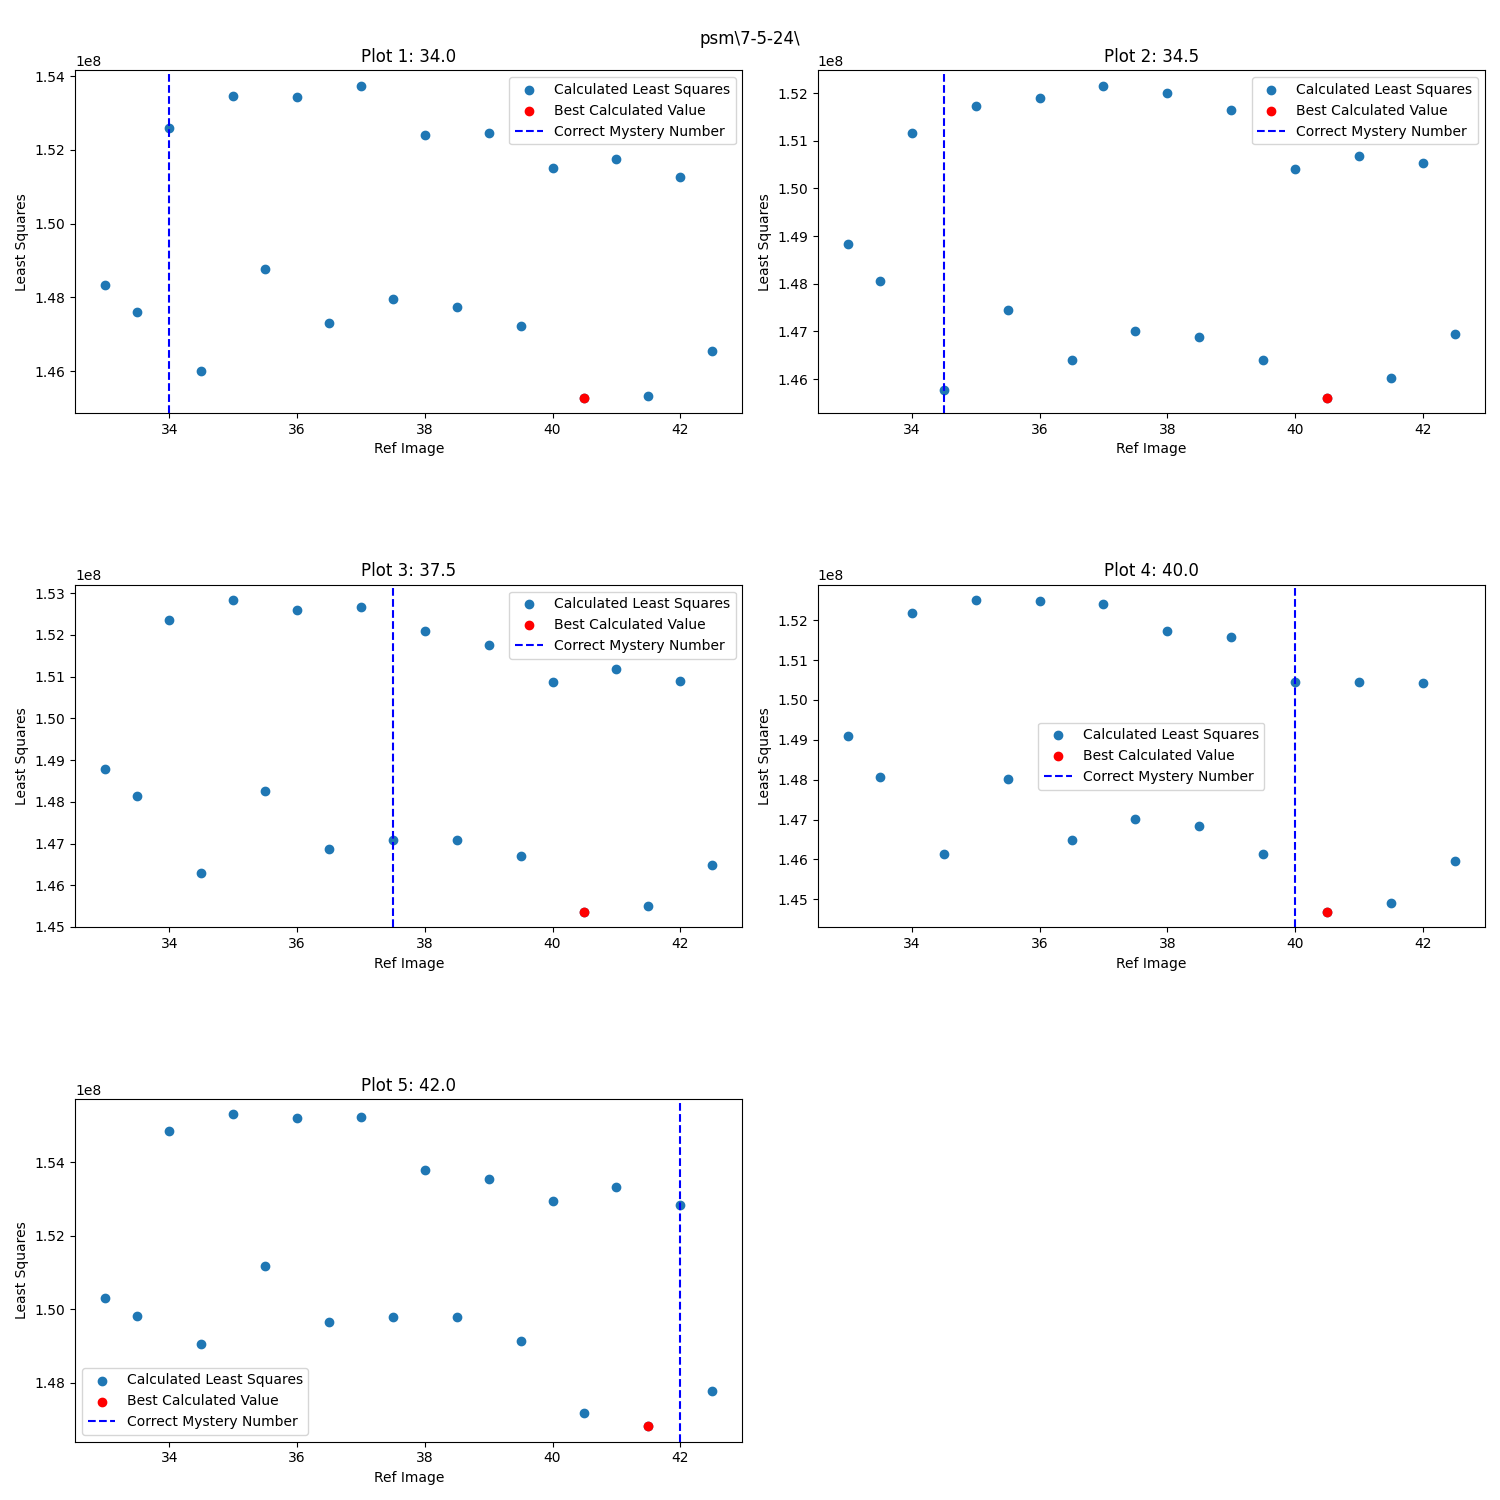 psm\7-5-24\
Plot 1: 34.0
1e8
1.54
1.52
1.50
1.48
1.46
Least Squares
34 36 38 40 42
Ref Image
Calculated Least Squares
Best Calculated Value
Correct Mystery Number
Plot 2: 34.5
1e8
1.52
1.51
1.50
1.49
1.48
1.47
1.46
Least Squares
34 36 38 40 42
Ref Image
Calculated Least Squares
Best Calculated Value
Correct Mystery Number
Plot 3: 37.5
1e8
1.53
1.52
1.51
1.50
1.49
1.48
1.47
1.46
1.45
Least Squares
34 36 38 40 42
Ref Image
Calculated Least Squares
Best Calculated Value
Correct Mystery Number
Plot 4: 40.0
1e8
1.52
1.51
1.50
1.49
1.48
1.47
1.46
1.45
Least Squares
34 36 38 40 42
Ref Image
Calculated Least Squares
Best Calculated Value
Correct Mystery Number
Plot 5: 42.0
1e8
1.54
1.52
1.50
1.48
Least Squares
34 36 38 40 42
Ref Image
Calculated Least Squares
Best Calculated Value
Correct Mystery Number